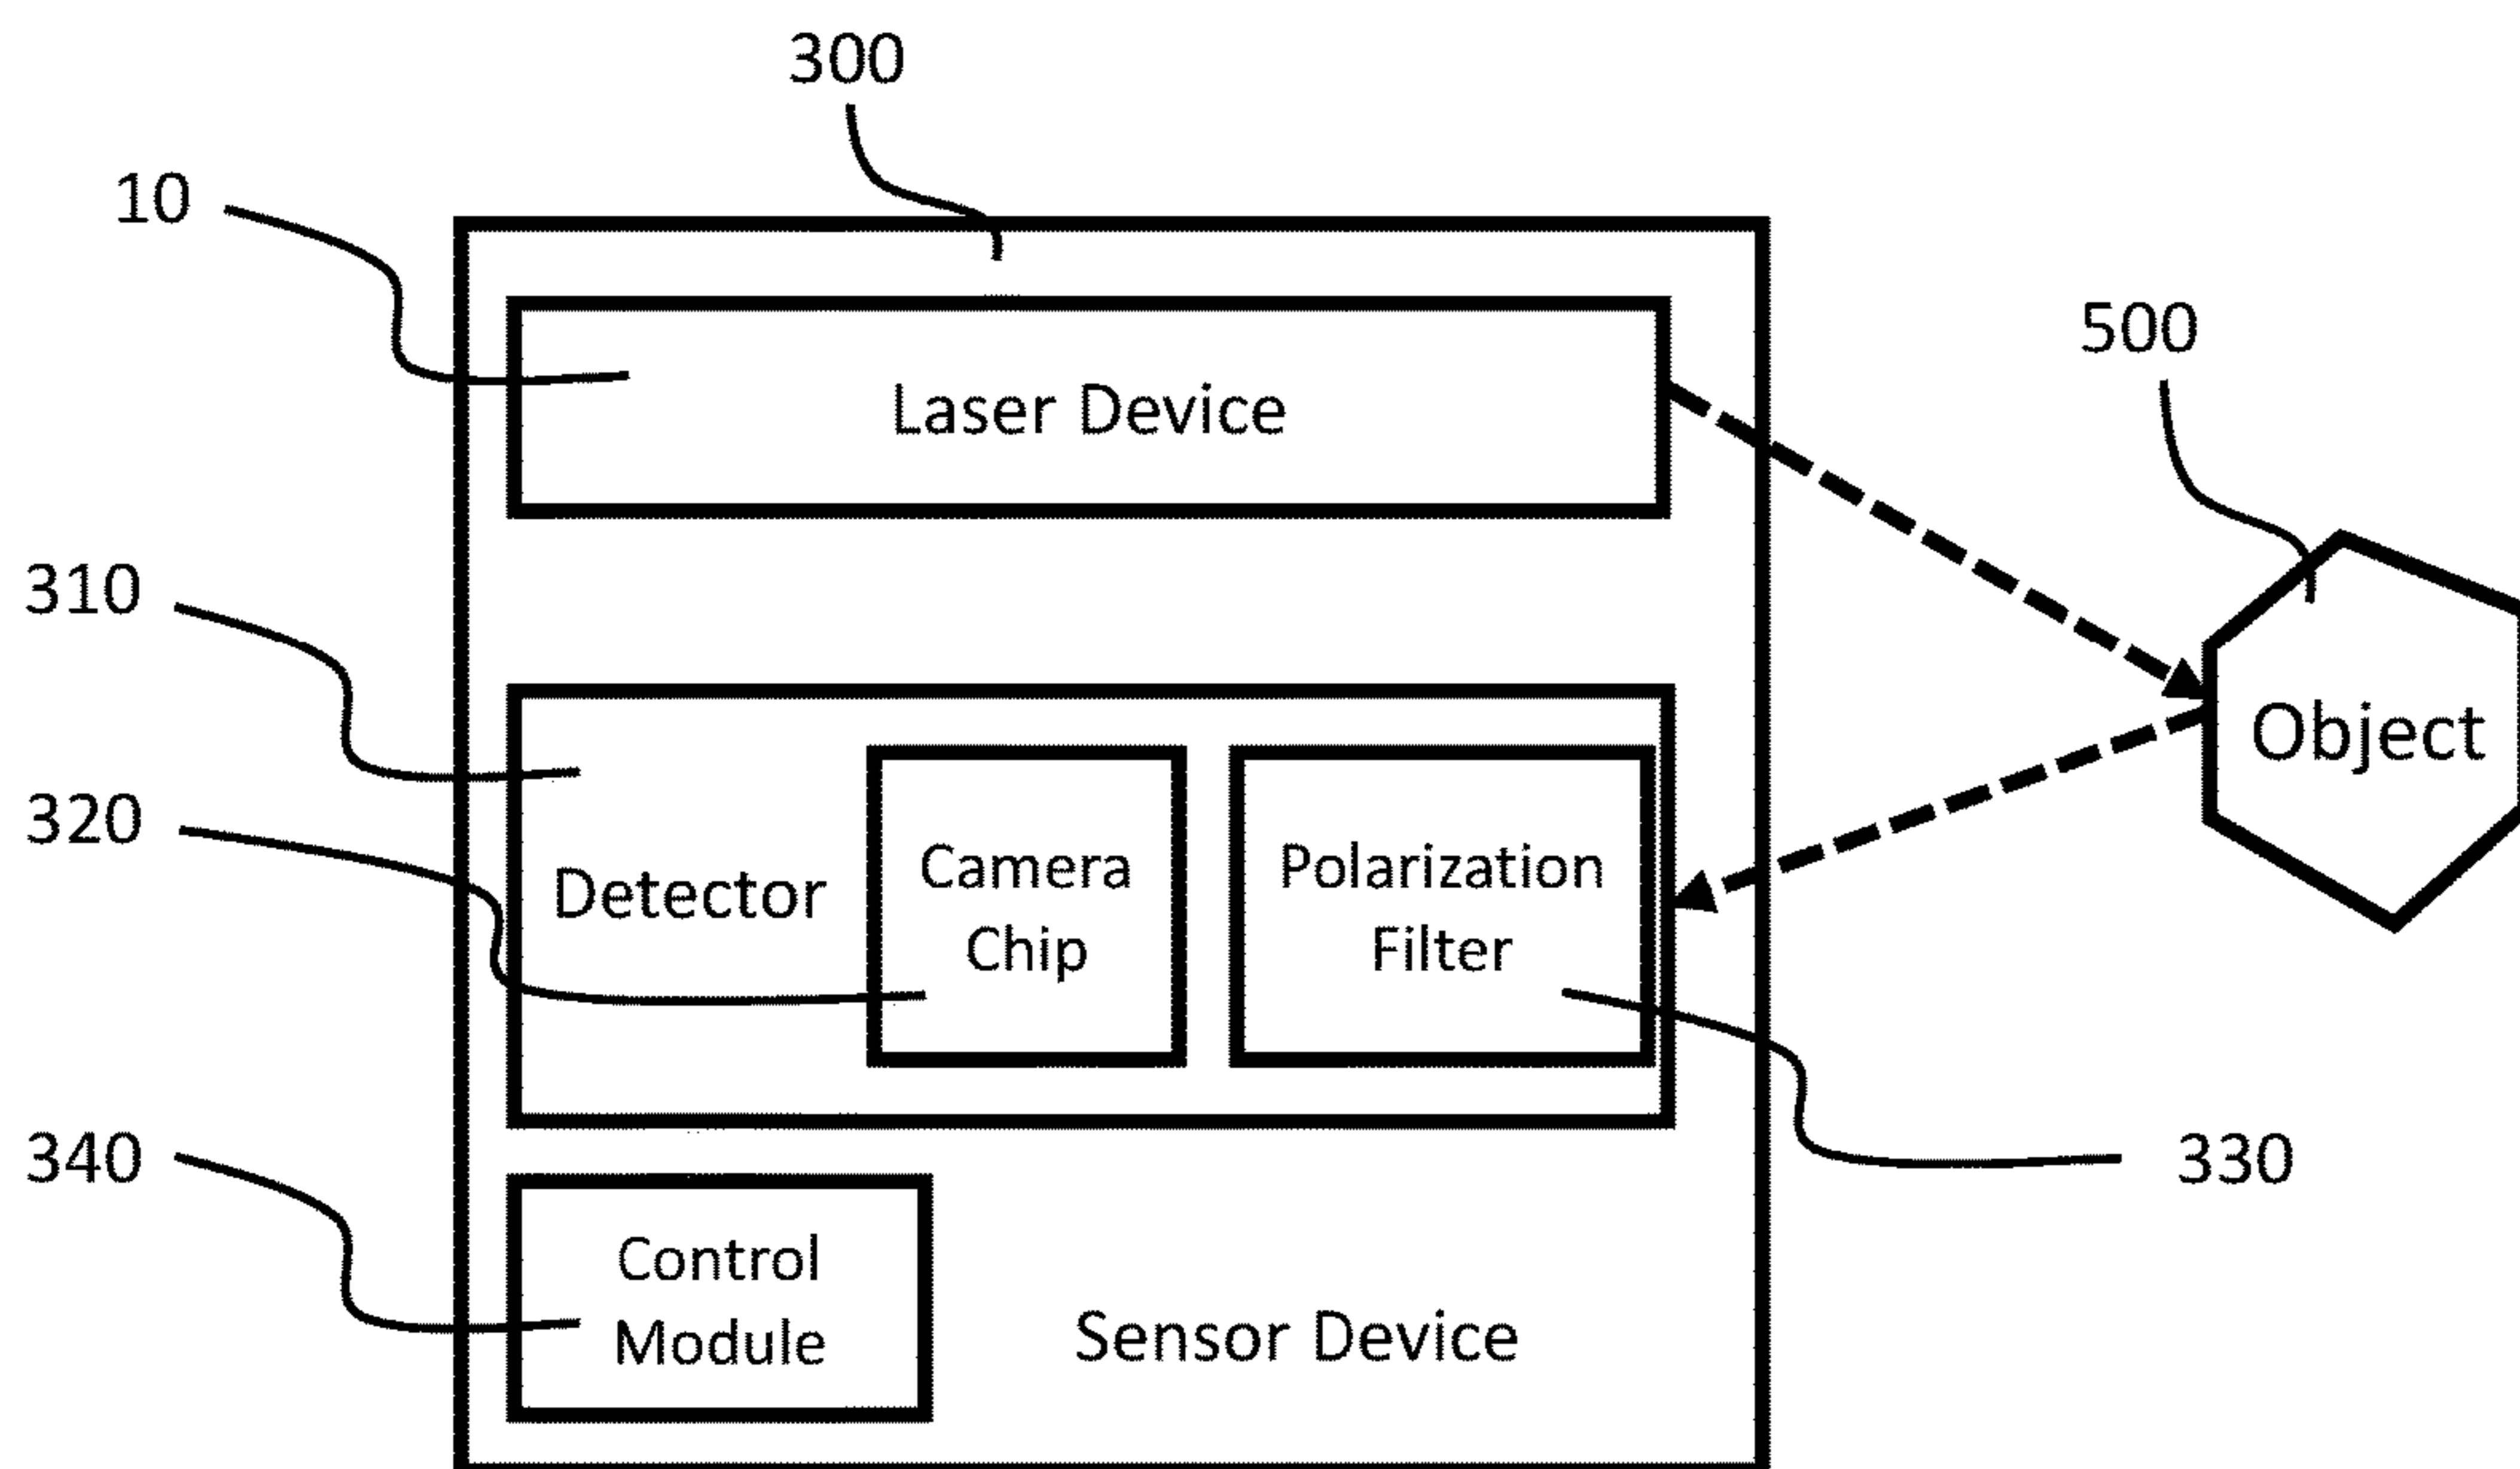 300
10
Laser Device
500
310
Object
320
Detector
Camera
Chip
Polarization
Filter
340
330
Control
Module
Sensor Device